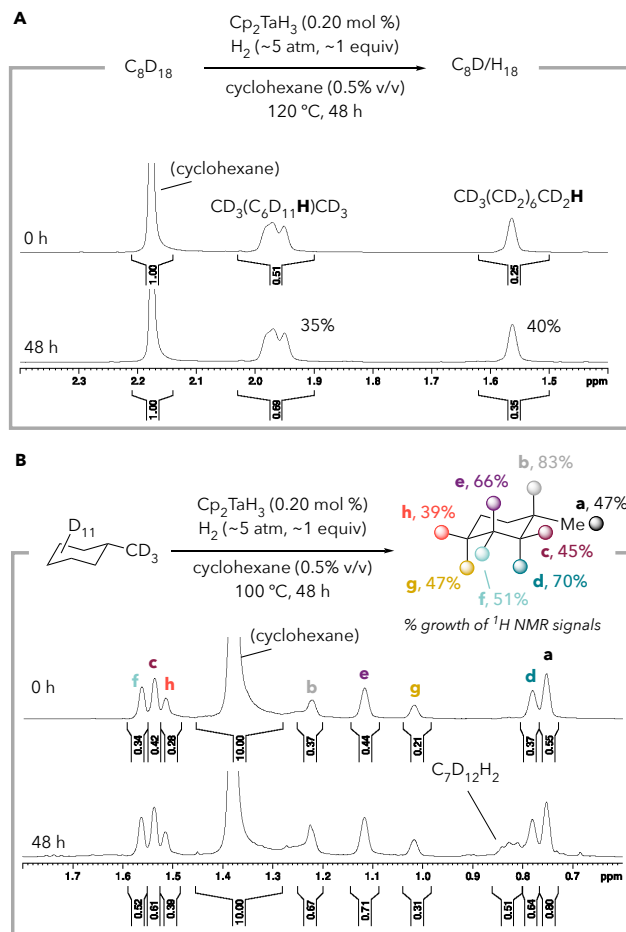 A
Cp₂TaH₃ (0.20 mol %)
H₂ (~5 atm, ~1 equiv)
C₈D₁₈
C₈D/H₁₈
cyclohexane (0.5% v/v)
120 ºC, 48 h
(cyclohexane)
CD₃(C₆D₁₁H)CD₃
CD₃(CD₂)₆CD₂H
0 h
1.00
0.51
0.25
35%
40%
48 h
2.3 2.2 2.1 2.0 1.9 1.8 1.7 1.6 1.5 ppm
1.00
0.69
0.35
B
b, 83%
e, 66%
a, 47%
Cp₂TaH₃ (0.20 mol %)
D₁₁
H₂ (~5 atm, ~1 equiv)
h, 39%
Me
CD₃
c, 45%
cyclohexane (0.5% v/v)
100 ºC, 48 h
g, 47%
d, 70%
f, 51%
% growth of ¹H NMR signals
(cyclohexane)
0 h
f c h b e g d a
0.34 0.42 0.28 10.00 0.37 0.44 0.21 0.37 0.55
C₇D₁₂H₂
48 h
1.7 1.6 1.5 1.4 1.3 1.2 1.1 1.0 0.9 0.8 0.7 ppm
0.52 0.61 0.39 10.00 0.67 0.71 0.31 0.51 0.64 0.80